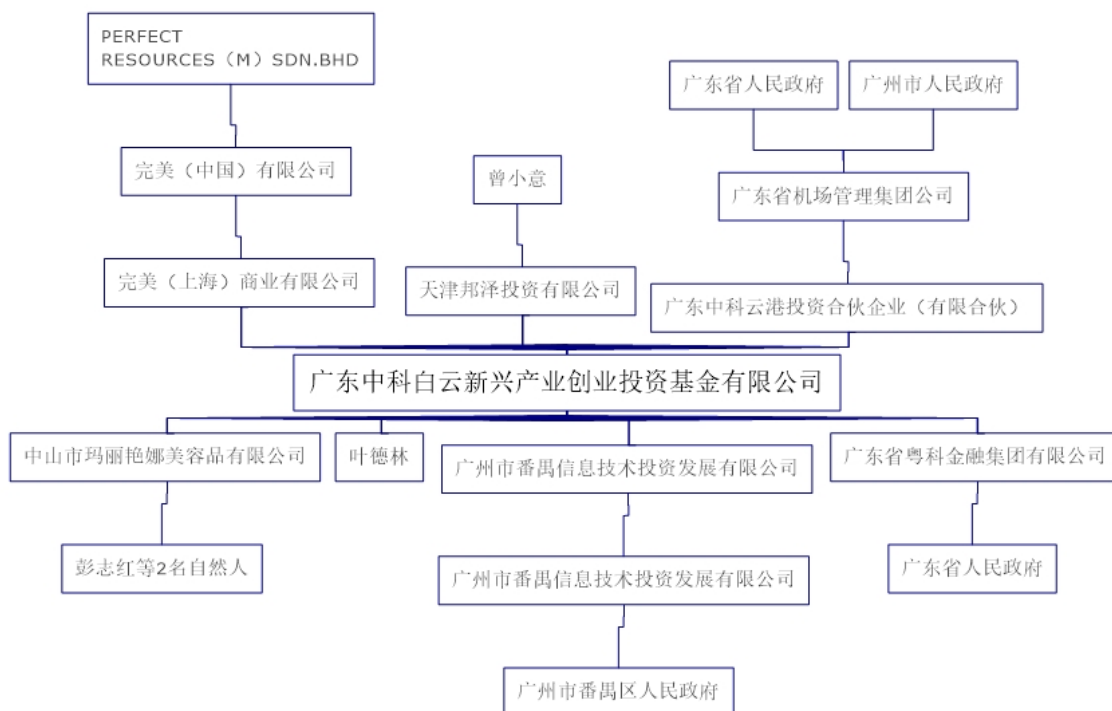 PERFECT
RESOURCES（M）SDN.BHD
广东省人民政府
广州市人民政府
完美（中国）有限公司
曾小意
广东省机场管理集团公司
完美（上海）商业有限公司
天津邦泽投资有限公司
广东中科云港投资合伙企业（有限合伙）
广东中科白云新兴产业创业投资基金有限公司
中山市玛丽艳娜美容品有限公司
叶德林
广州市番禺信息技术投资发展有限公司
广东省粤科金融集团有限公司
彭志红等2名自然人
广州市番禺信息技术投资发展有限公司
广东省人民政府
广州市番禺区人民政府